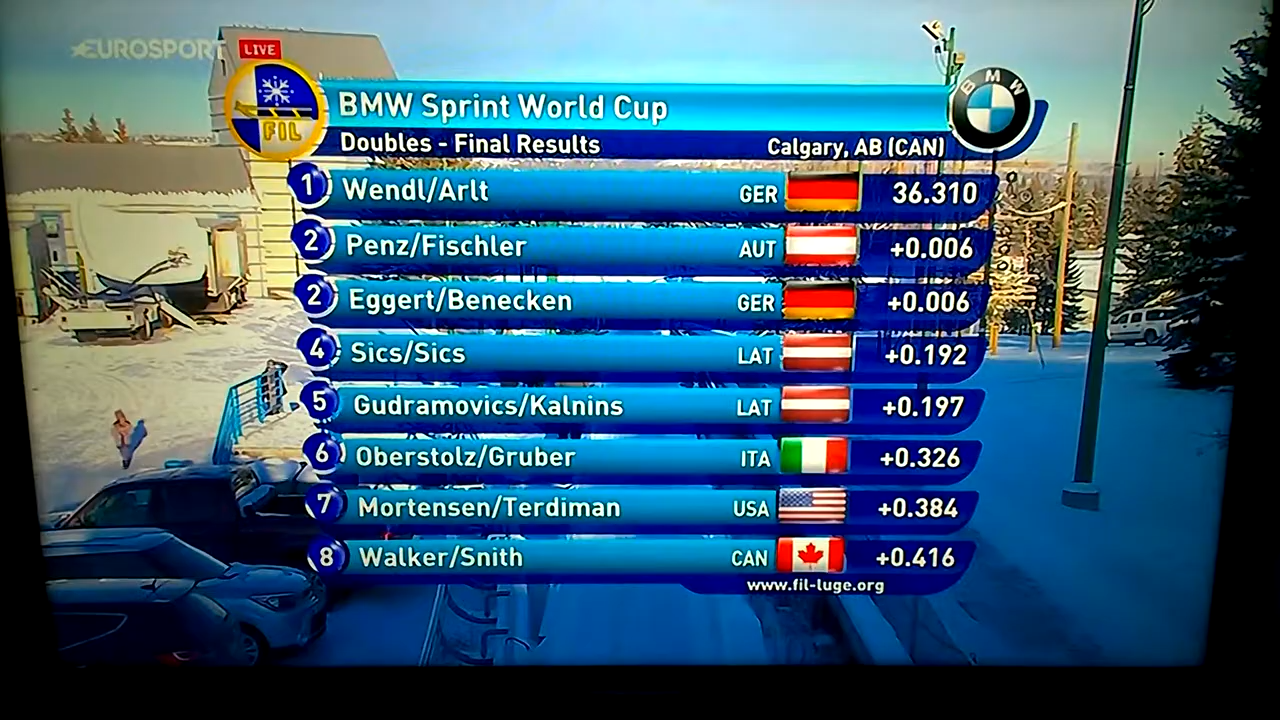 EUROSPORT LIVE
FIL
BMW Sprint World Cup
BMW
Doubles - Final Results Calgary, AB (CAN)
1 Wendl/Arlt GER 36.310
2 Penz/Fischler AUT +0.006
2 Eggert/Benecken GER +0.006
4 Sics/Sics LAT +0.192
5 Gudramovics/Kalnins LAT +0.197
6 Oberstolz/Gruber ITA +0.326
7 Mortensen/Terdiman USA +0.384
8 Walker/Snith CAN +0.416
www.fil-luge.org